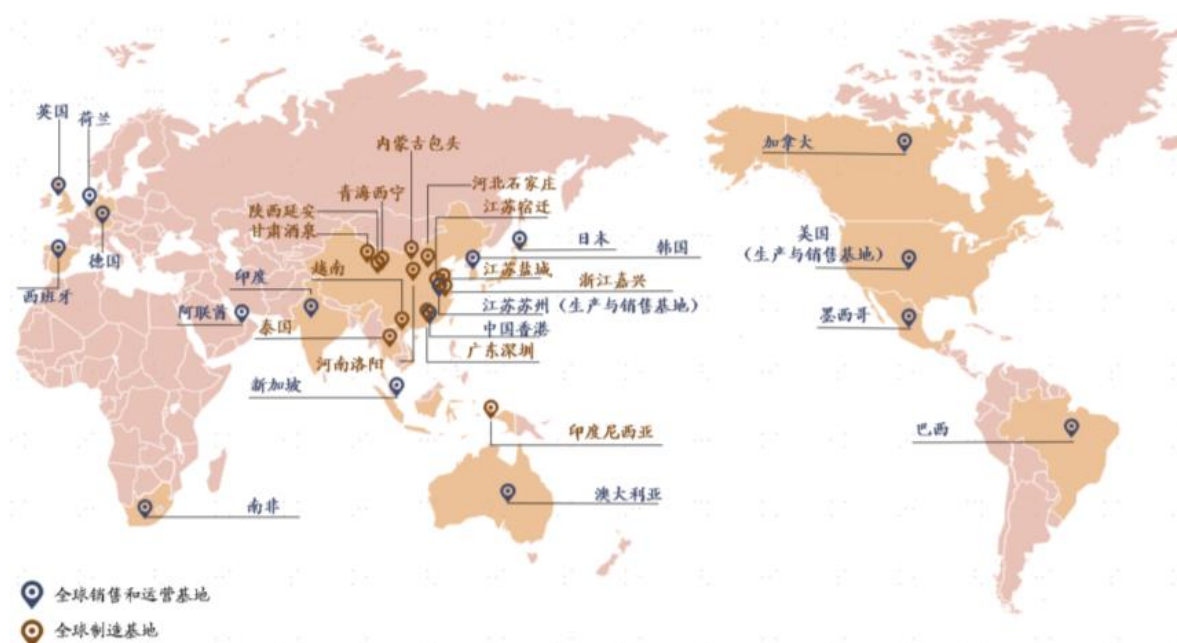 英国
荷兰
内蒙古包头
加拿大
青海西宁
河北石家庄
陕西延安
江苏宿迁
甘肃酒泉
日本
韩国
美国
(生产与销售基地)
德国
印度
越南
江苏盐城
浙江嘉兴
西班牙
阿联酋
江苏苏州(生产与销售基地)
墨西哥
泰国
中国香港
河南洛阳
广东深圳
新加坡
印度尼西亚
巴西
澳大利亚
南非
全球销售和运营基地
全球制造基地